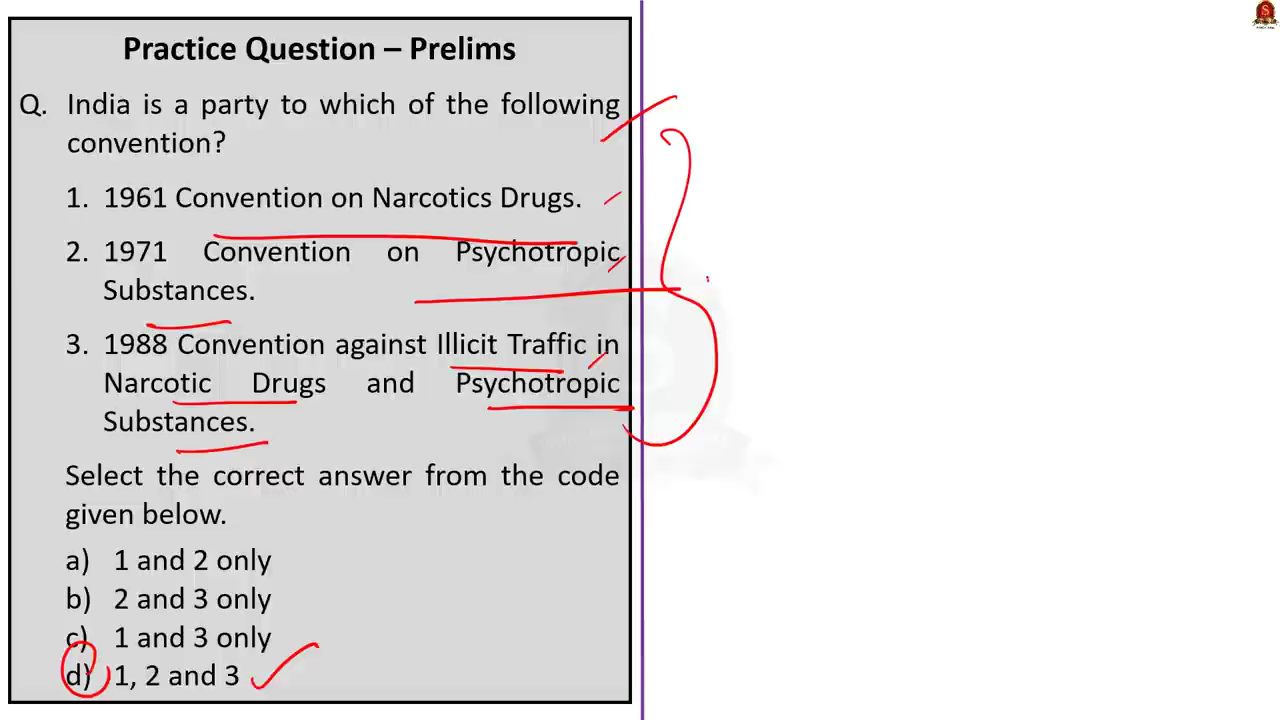 Practice Question – Prelims
Q. India is a party to which of the following
convention?
1. 1961 Convention on Narcotics Drugs.
2. 1971 Convention on Psychotropic
Substances.
3. 1988 Convention against Illicit Traffic in
Narcotic Drugs and Psychotropic
Substances.
Select the correct answer from the code
given below.
a) 1 and 2 only
b) 2 and 3 only
c) 1 and 3 only
d) 1, 2 and 3